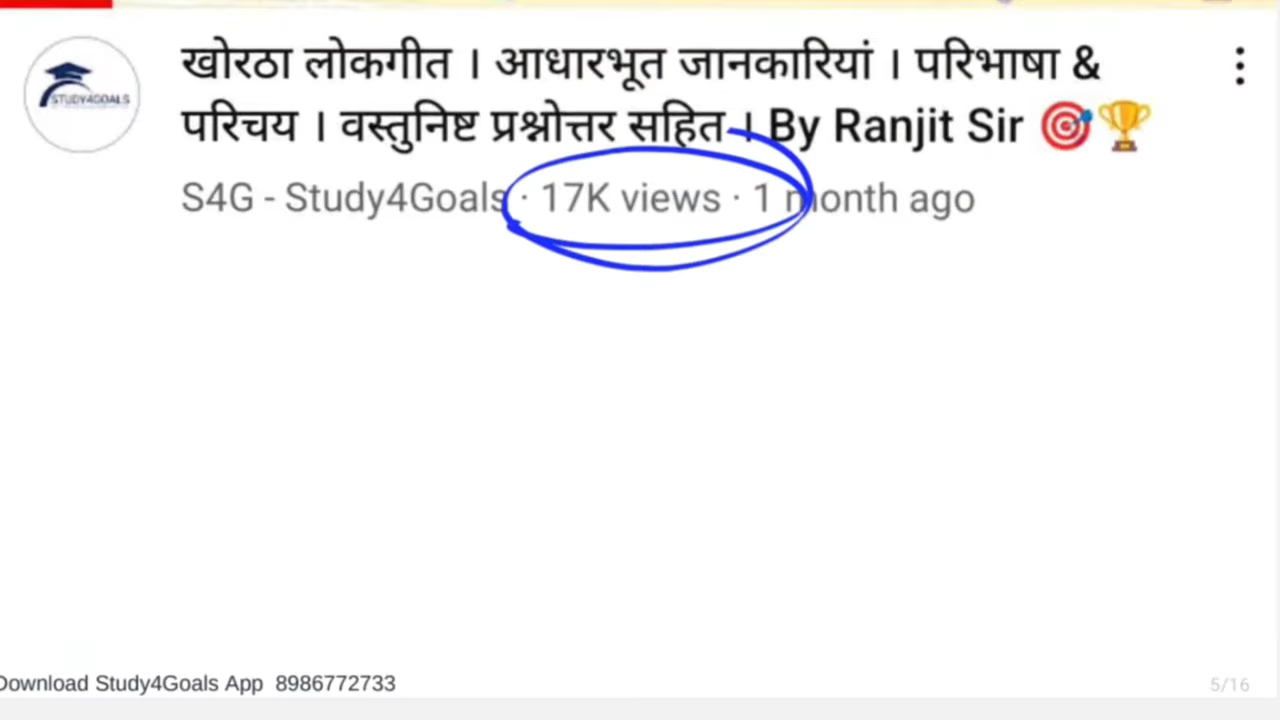 खोरठा लोकगीत । आधारभूत जानकारियां । परिभाषा &
परिचय । वस्तुनिष्ट प्रश्नोत्तर सहित । By Ranjit Sir 🎯🏆
S4G - Study4Goals · 17K views · 1 month ago
STUDY4GOALS
Download Study4Goals App 8986772733
5/16